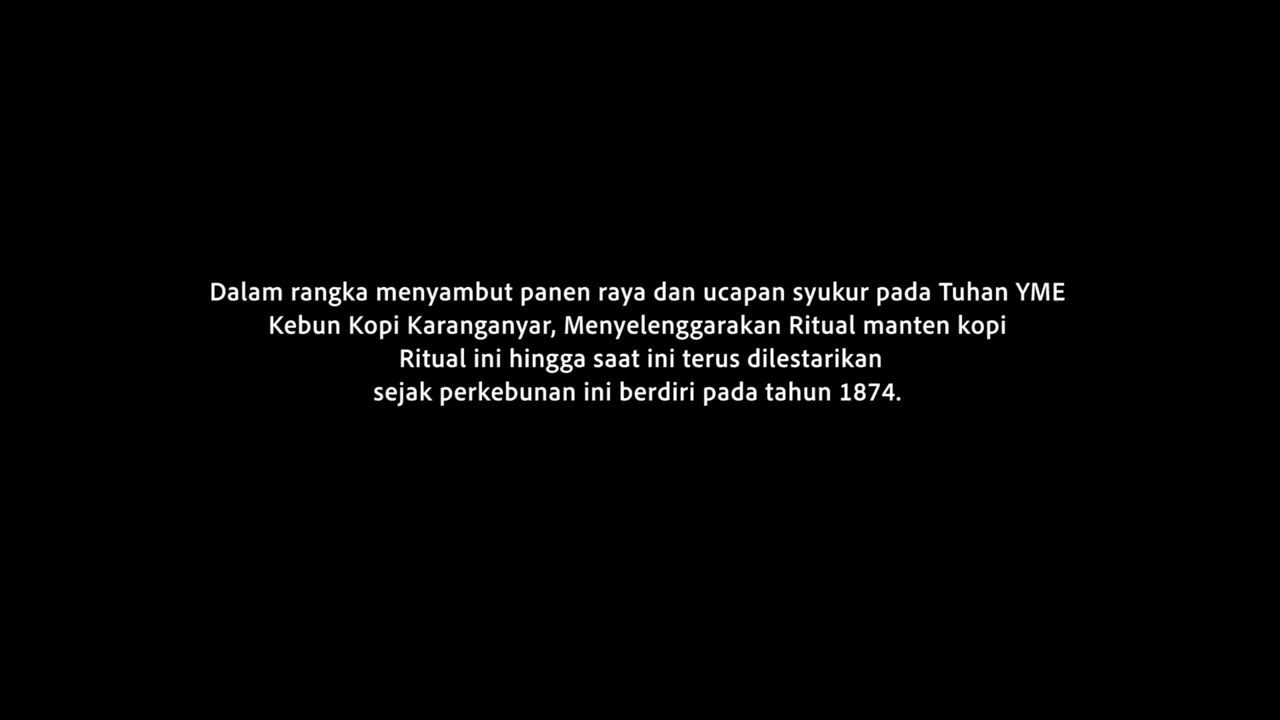 Dalam rangka menyambut panen raya dan ucapan syukur pada Tuhan YME
Kebun Kopi Karanganyar, Menyelenggarakan Ritual manten kopi
Ritual ini hingga saat ini terus dilestarikan
sejak perkebunan ini berdiri pada tahun 1874.